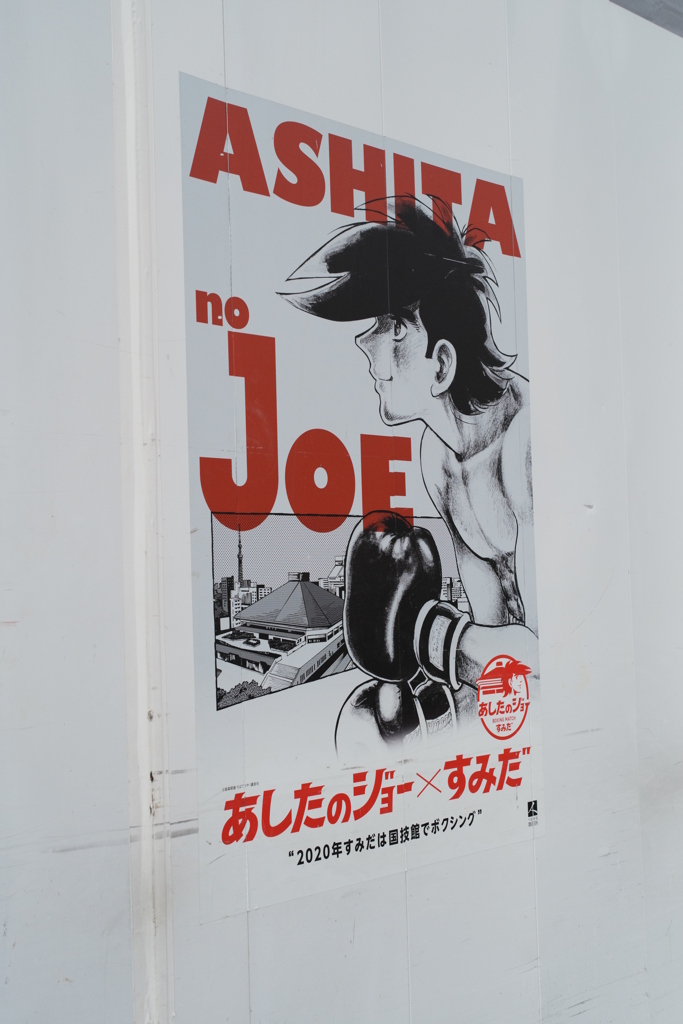 ASHITA
no
JOE
あしたのジョー
BOXING MATCH
すみだ
あしたのジョー×すみだ
“2020年すみだは国技館でボクシング”